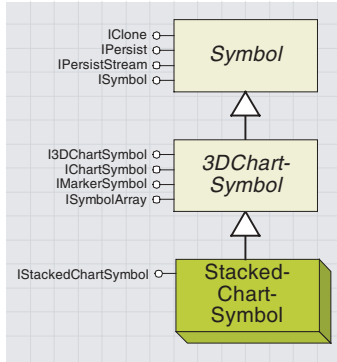 IClone
IPersist
IPersistStream
ISymbol
Symbol
I3DChartSymbol
IChartSymbol
IMarkerSymbol
ISymbolArray
3DChart-
Symbol
IStackedChartSymbol
Stacked-
Chart-
Symbol